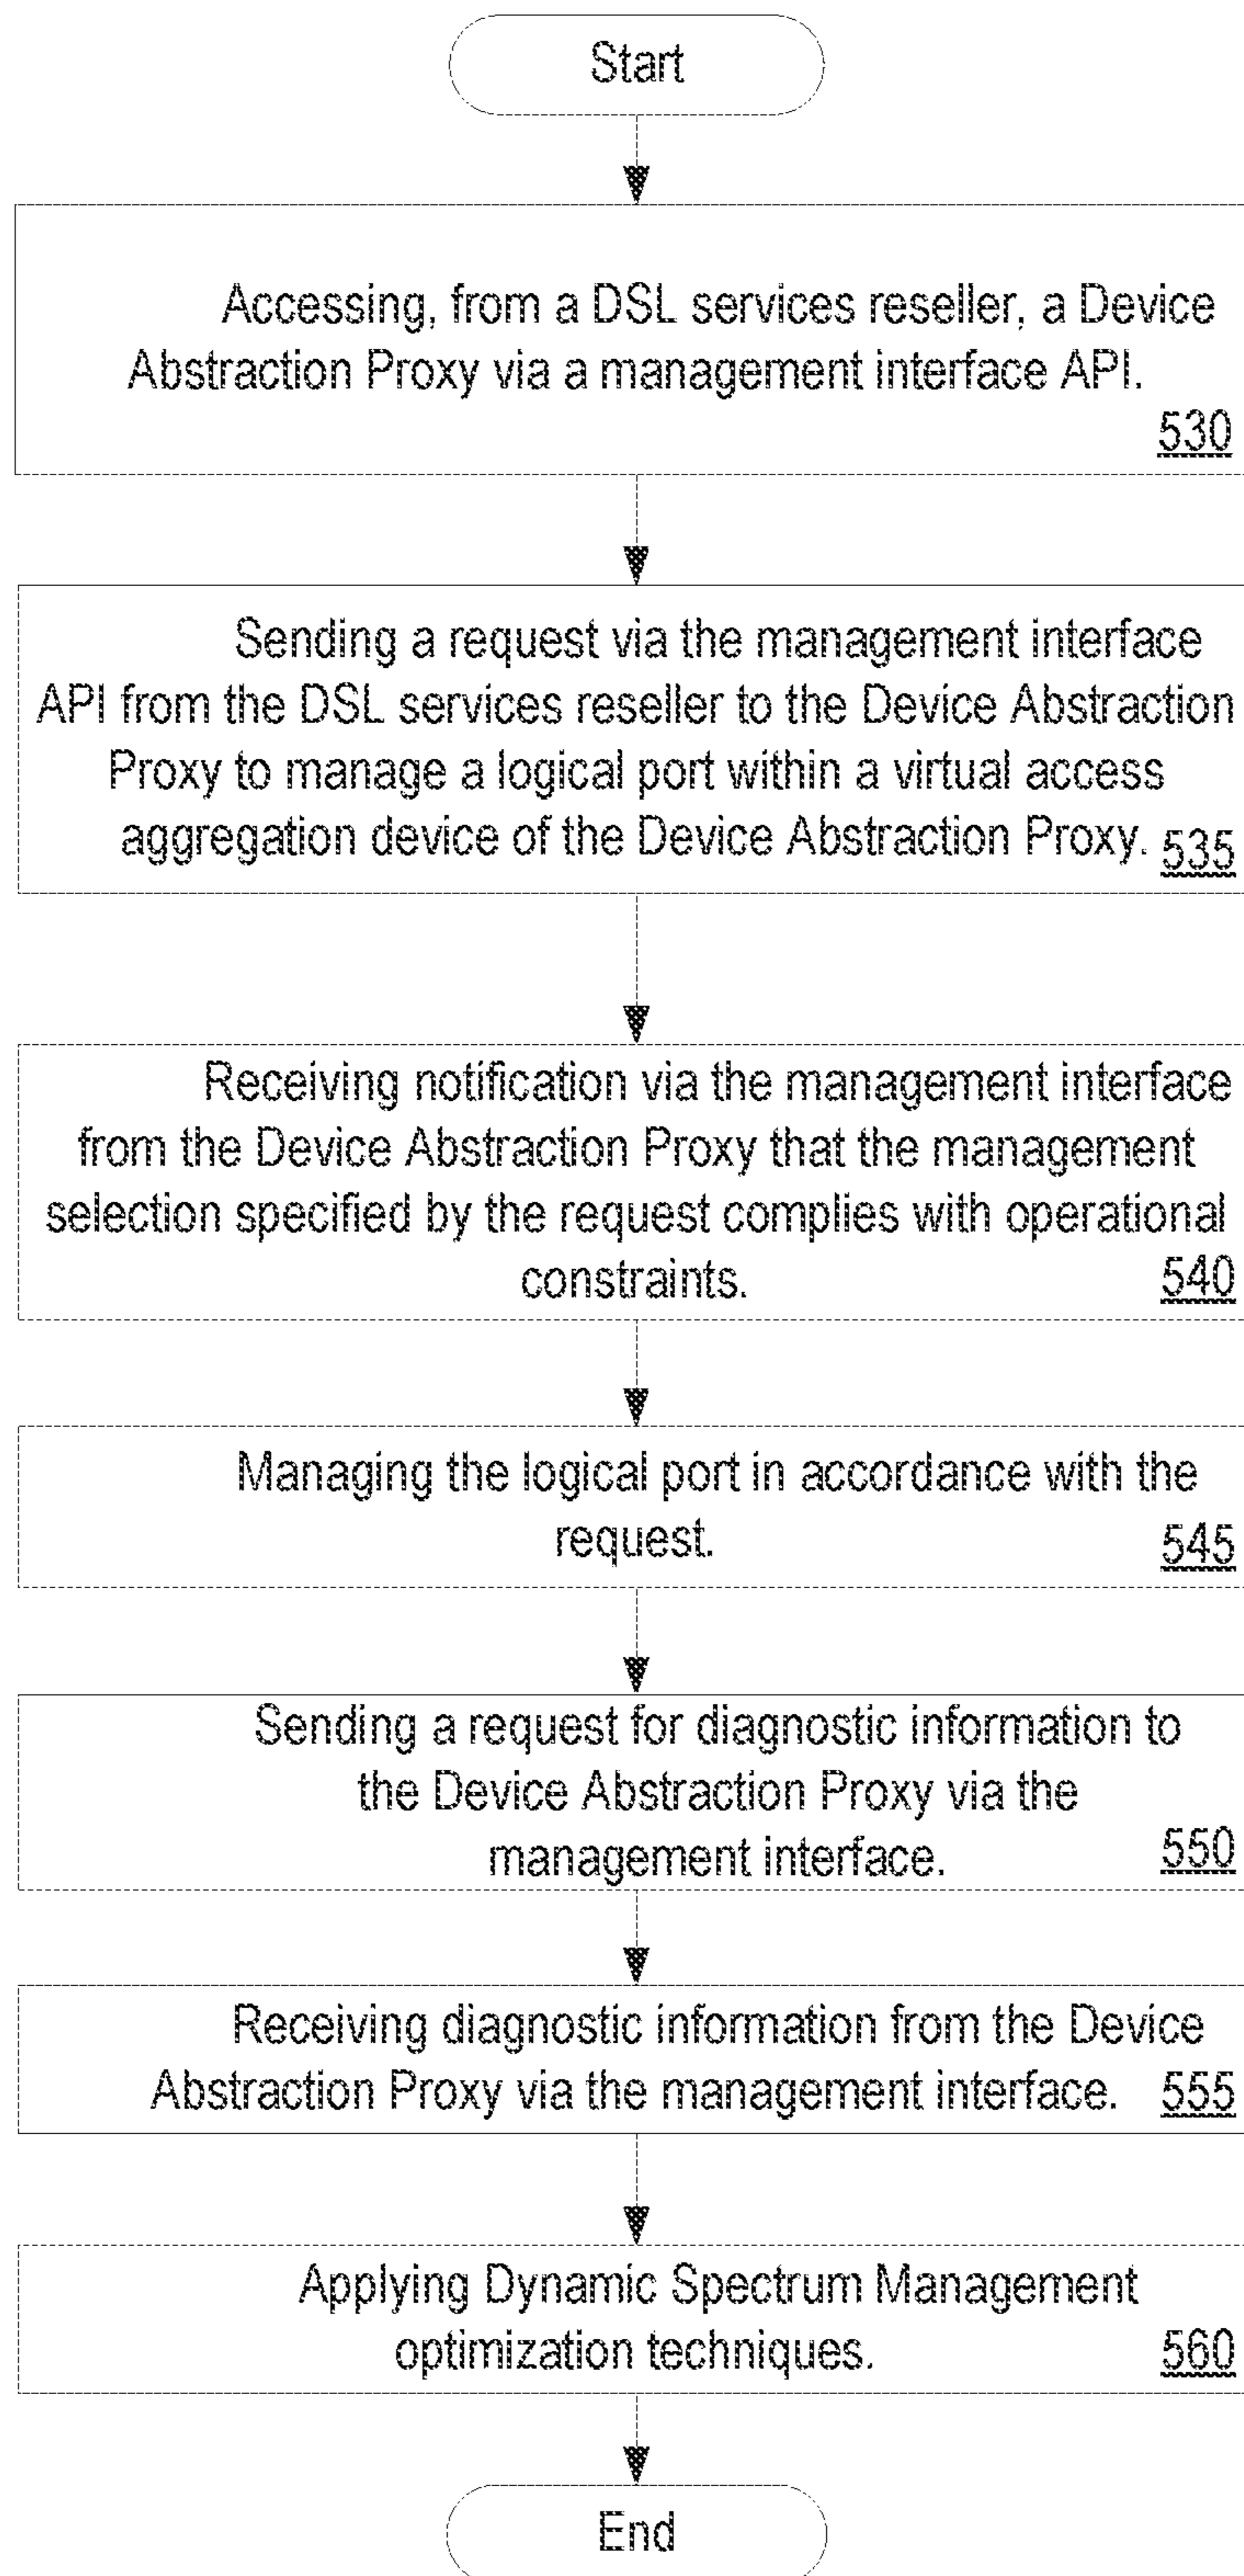 Start
Accessing, from a DSL services reseller, a Device
Abstraction Proxy via a management interface API.
530
Sending a request via the management interface
API from the DSL services reseller to the Device Abstraction
Proxy to manage a logical port within a virtual access
aggregation device of the Device Abstraction Proxy. 535
Receiving notification via the management interface
from the Device Abstraction Proxy that the management
selection specified by the request complies with operational
constraints. 540
Managing the logical port in accordance with the
request. 545
Sending a request for diagnostic information to
the Device Abstraction Proxy via the
management interface. 550
Receiving diagnostic information from the Device
Abstraction Proxy via the management interface. 555
Applying Dynamic Spectrum Management
optimization techniques. 560
End